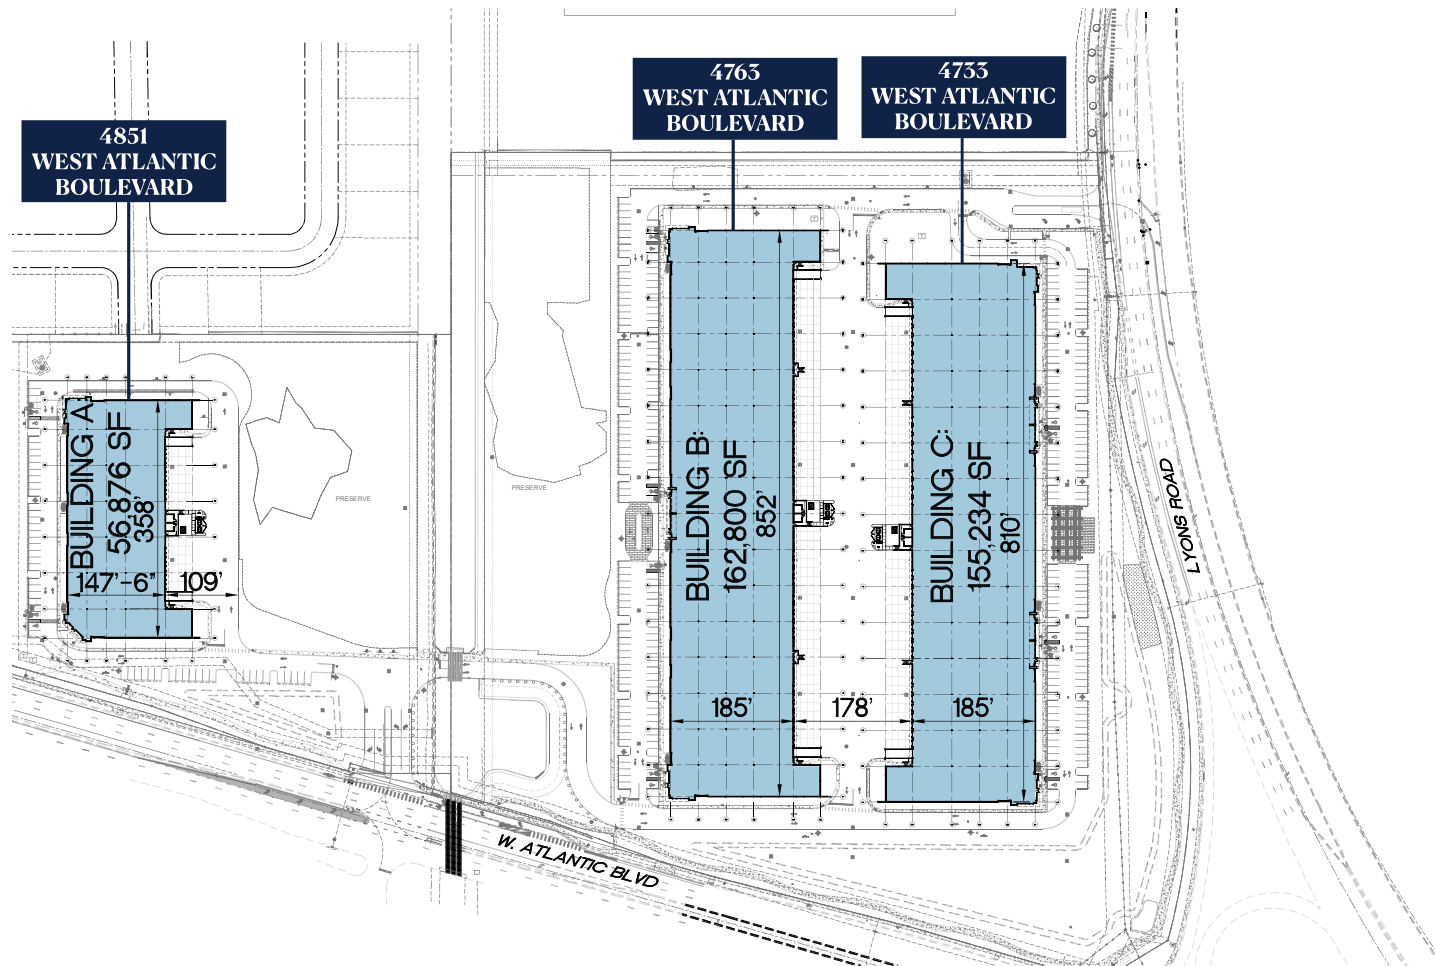 4851
WEST ATLANTIC
BOULEVARD
4763
WEST ATLANTIC
BOULEVARD
4733
WEST ATLANTIC
BOULEVARD
BUILDING A
56,876 SF
358'
147'-6"
109'
PRESERVE
PRESERVE
BUILDING B:
162,800 SF
852'
185'
178'
BUILDING C:
155,234 SF
810'
185'
LYONS ROAD
W. ATLANTIC BLVD